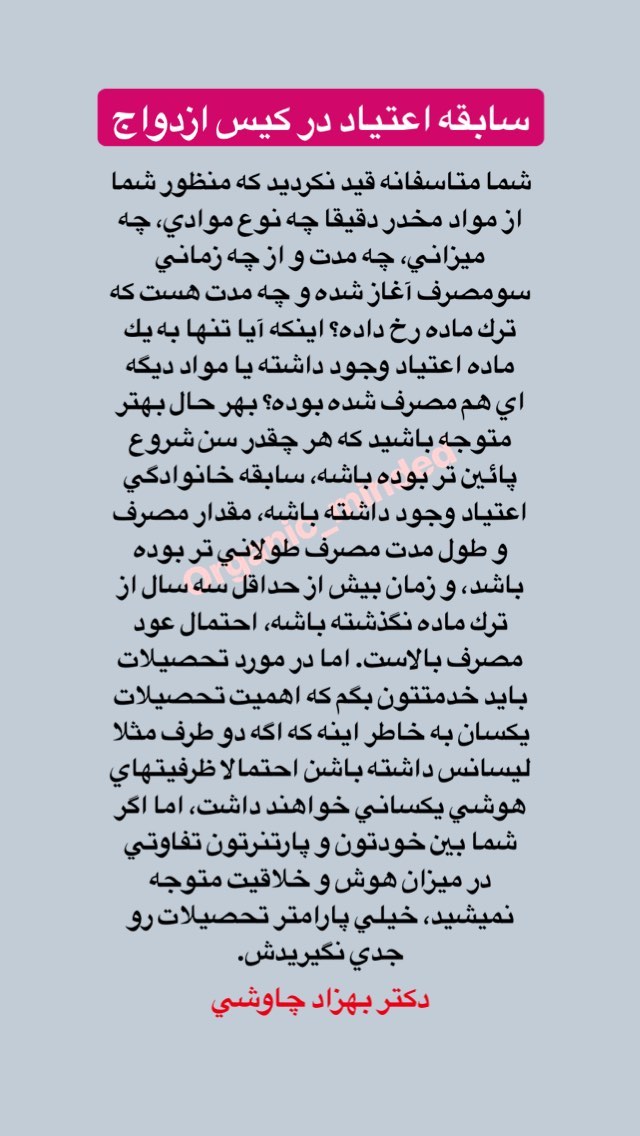 سابقه اعتیاد در کیس ازدواج
شما متاسفانه قید نکردید که منظور شما
از مواد مخدر دقیقا چه نوع موادي، چه
میزاني، چه مدت و از چه زماني
سومصرف آغاز شده و چه مدت هست که
ترك ماده رخ داده؟ اینکه آیا تنها به یك
ماده اعتیاد وجود داشته یا مواد دیگه
اي هم مصرف شده بوده؟ بهر حال بهتر
متوجه باشید که هر چقدر سن شروع
پائین تر بوده باشه، سابقه خانوادگي
اعتیاد وجود داشته باشه، مقدار مصرف
و طول مدت مصرف طولاني تر بوده
باشد، و زمان بیش از حداقل سه سال از
ترك ماده نگذشته باشه، احتمال عود
مصرف بالاست. اما در مورد تحصیلات
باید خدمتتون بگم که اهمیت تحصیلات
یکسان به خاطر اینه که اگه دو طرف مثلا
لیسانس داشته باشن احتمالا ظرفیتهاي
هوشي یکساني خواهند داشت، اما اگر
شما بین خودتون و پارتنرتون تفاوتي
در میزان هوش و خلاقیت متوجه
نمیشید، خیلي پارامتر تحصیلات رو
جدي نگیریدش.
دکتر بهزاد چاوشي
Organic_minded